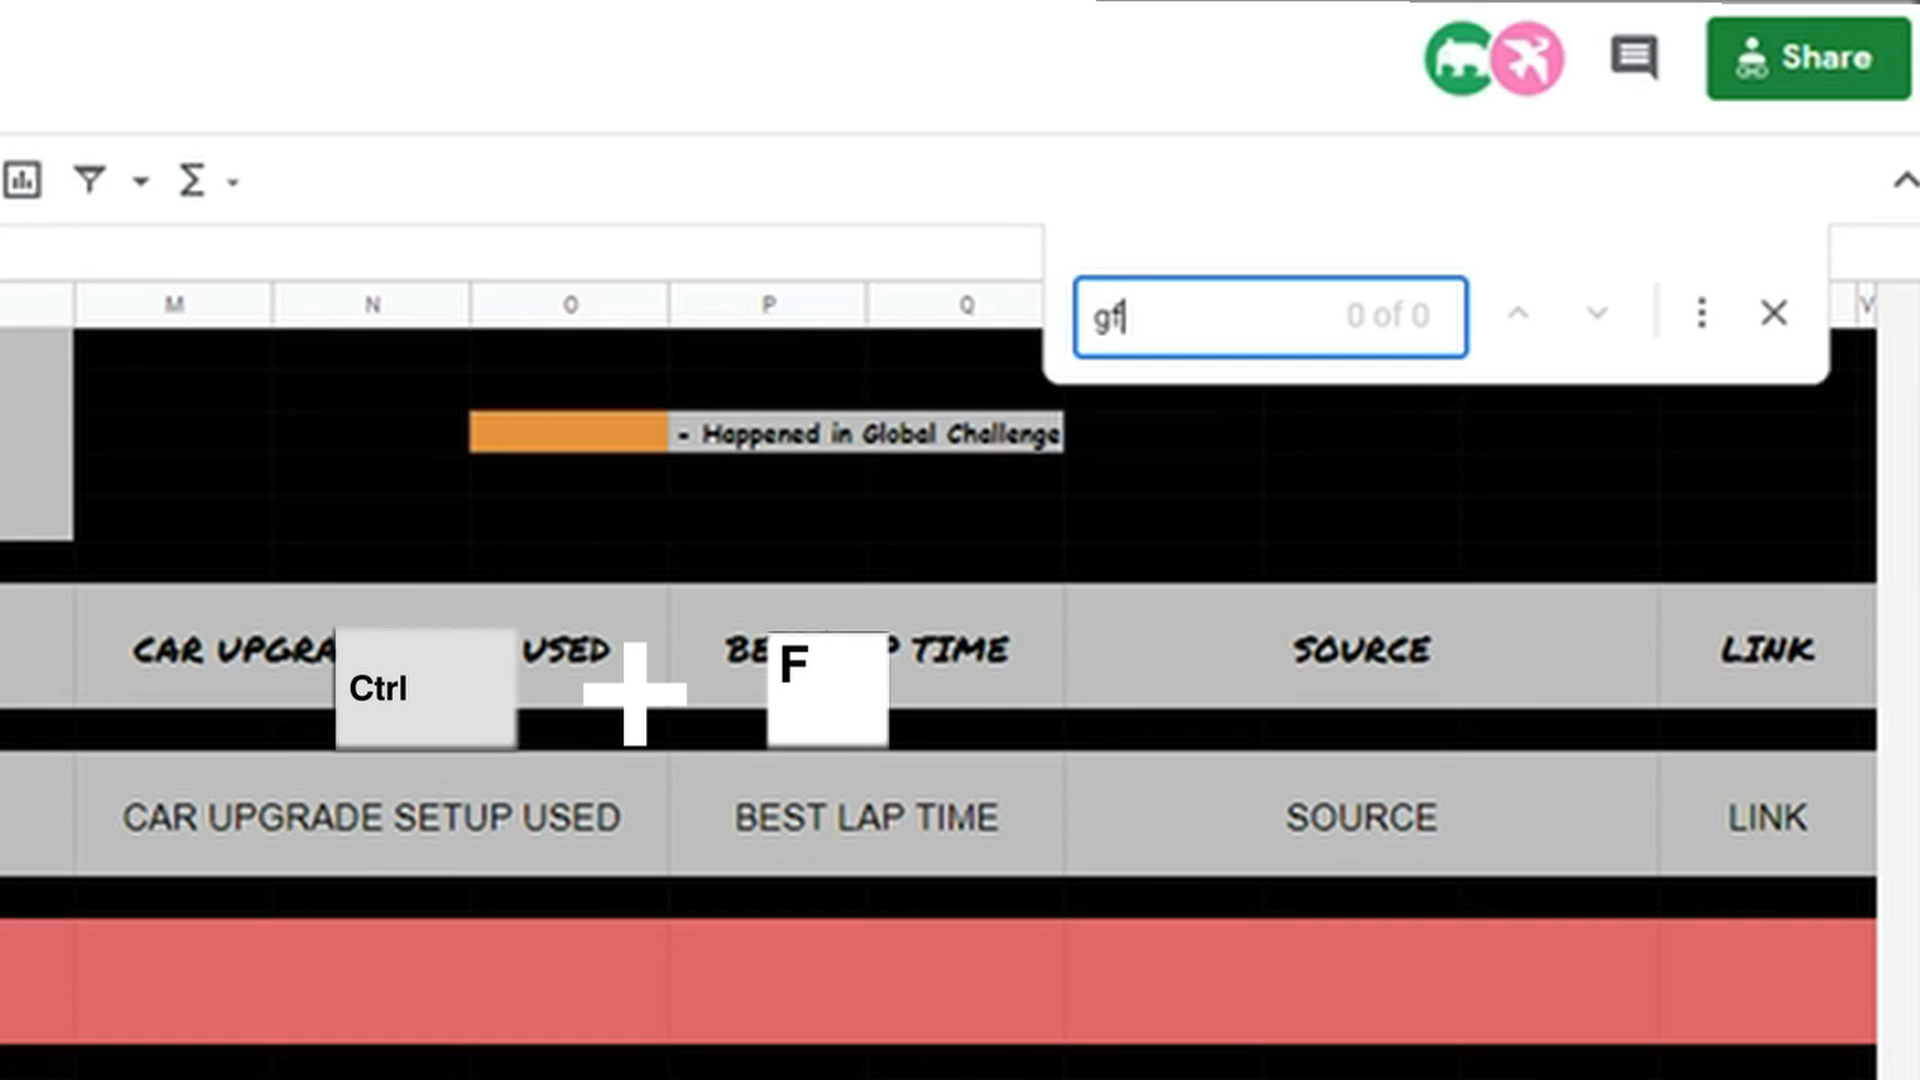 Share
M N O P Q V
gf 0 of 0
- Happened in Global Challenge
CAR UPGRA USED BE P TIME SOURCE LINK
Ctrl + F
CAR UPGRADE SETUP USED BEST LAP TIME SOURCE LINK